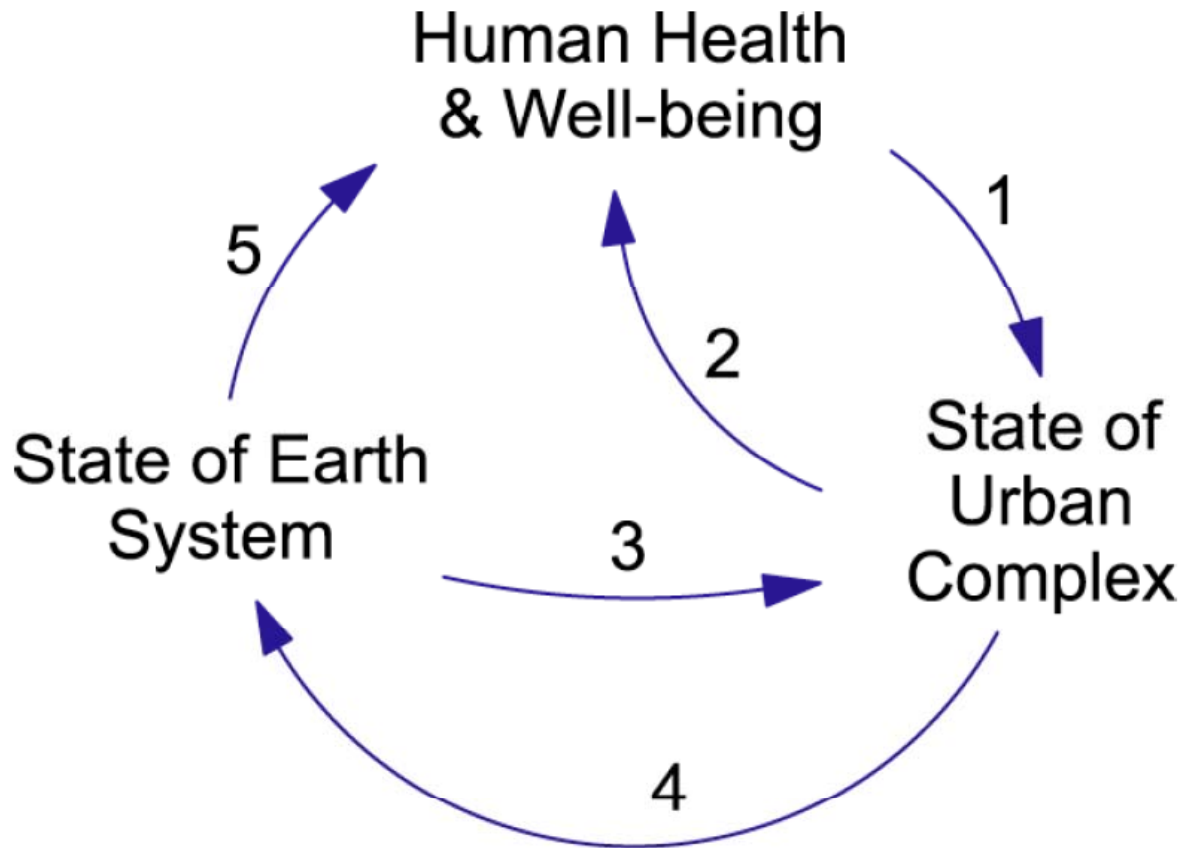 Human Health
& Well-being
1
5
2
State of Earth
System
State of
Urban
Complex
3
4